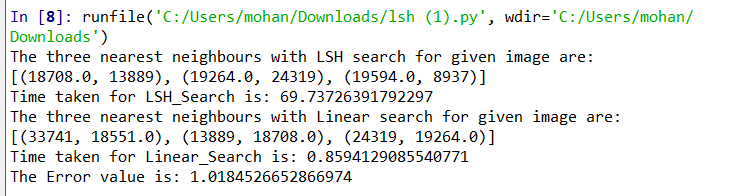 In [8]: runfile('C:/Users/mohan/Downloads/lsh (1).py', wdir='C:/Users/mohan/
Downloads')
The three nearest neighbours with LSH search for given image are:
[(18708.0, 13889), (19264.0, 24319), (19594.0, 8937)]
Time taken for LSH_Search is: 69.73726391792297
The three nearest neighbours with Linear search for given image are:
[(33741, 18551.0), (13889, 18708.0), (24319, 19264.0)]
Time taken for Linear_Search is: 0.8594129085540771
The Error value is: 1.0184526652866974